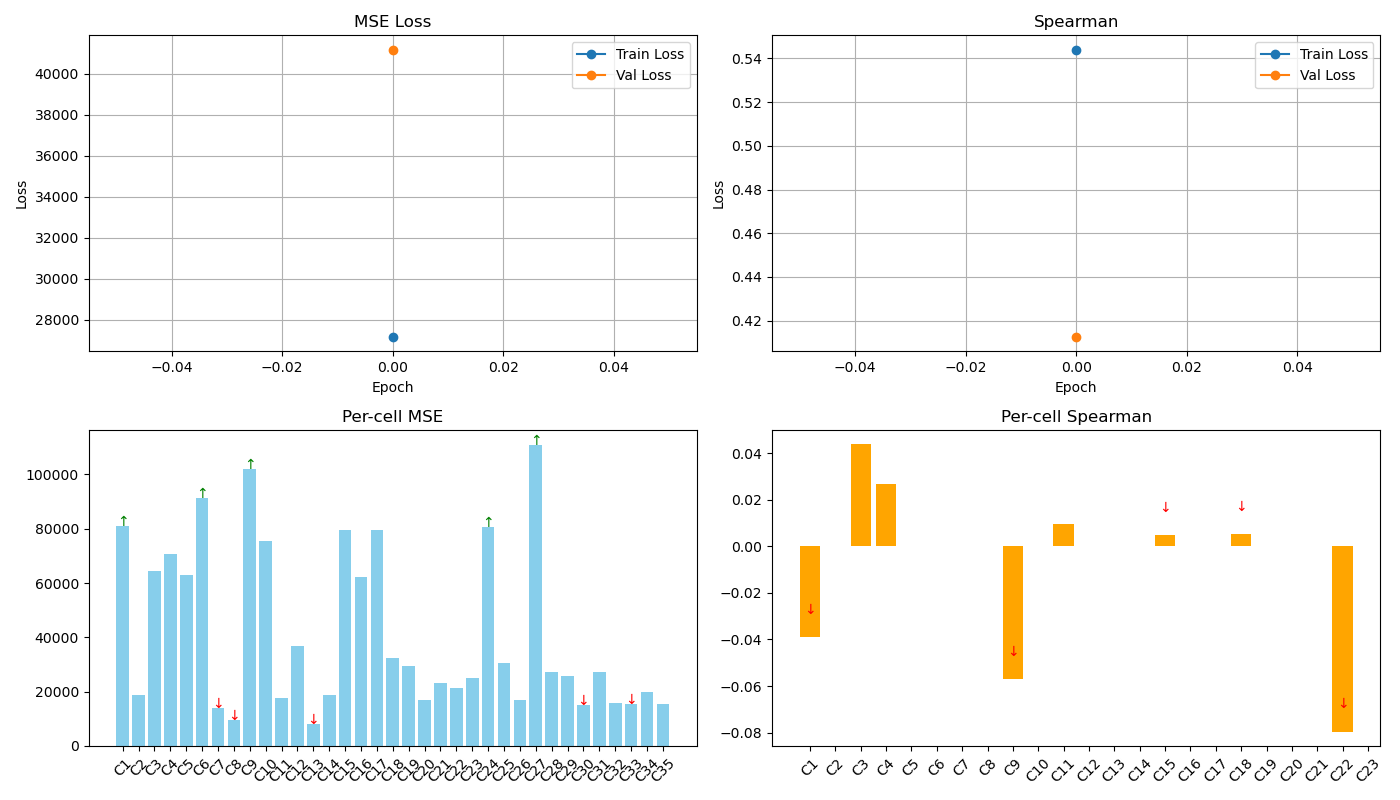 MSE Loss
Loss
40000
38000
36000
34000
32000
30000
28000
Train Loss
Val Loss
−0.04 −0.02 0.00 0.02 0.04
Epoch
Spearman
Loss
0.54
0.52
0.50
0.48
0.46
0.44
0.42
Train Loss
Val Loss
−0.04 −0.02 0.00 0.02 0.04
Epoch
Per-cell MSE
100000
80000
60000
40000
20000
0
↑ ↑ ↓ ↓ ↑ ↓ ↑ ↑ ↓ ↓
C1 C2 C3 C4 C5 C6 C7 C8 C9 C10 C11 C12 C13 C14 C15 C16 C17 C18 C19 C20 C21 C22 C23 C24 C25 C26 C27 C28 C29 C30 C31 C32 C33 C34 C35
Per-cell Spearman
0.04
0.02
0.00
−0.02
−0.04
−0.06
−0.08
↓ ↓ ↓ ↓ ↓
C1 C2 C3 C4 C5 C6 C7 C8 C9 C10 C11 C12 C13 C14 C15 C16 C17 C18 C19 C20 C21 C22 C23